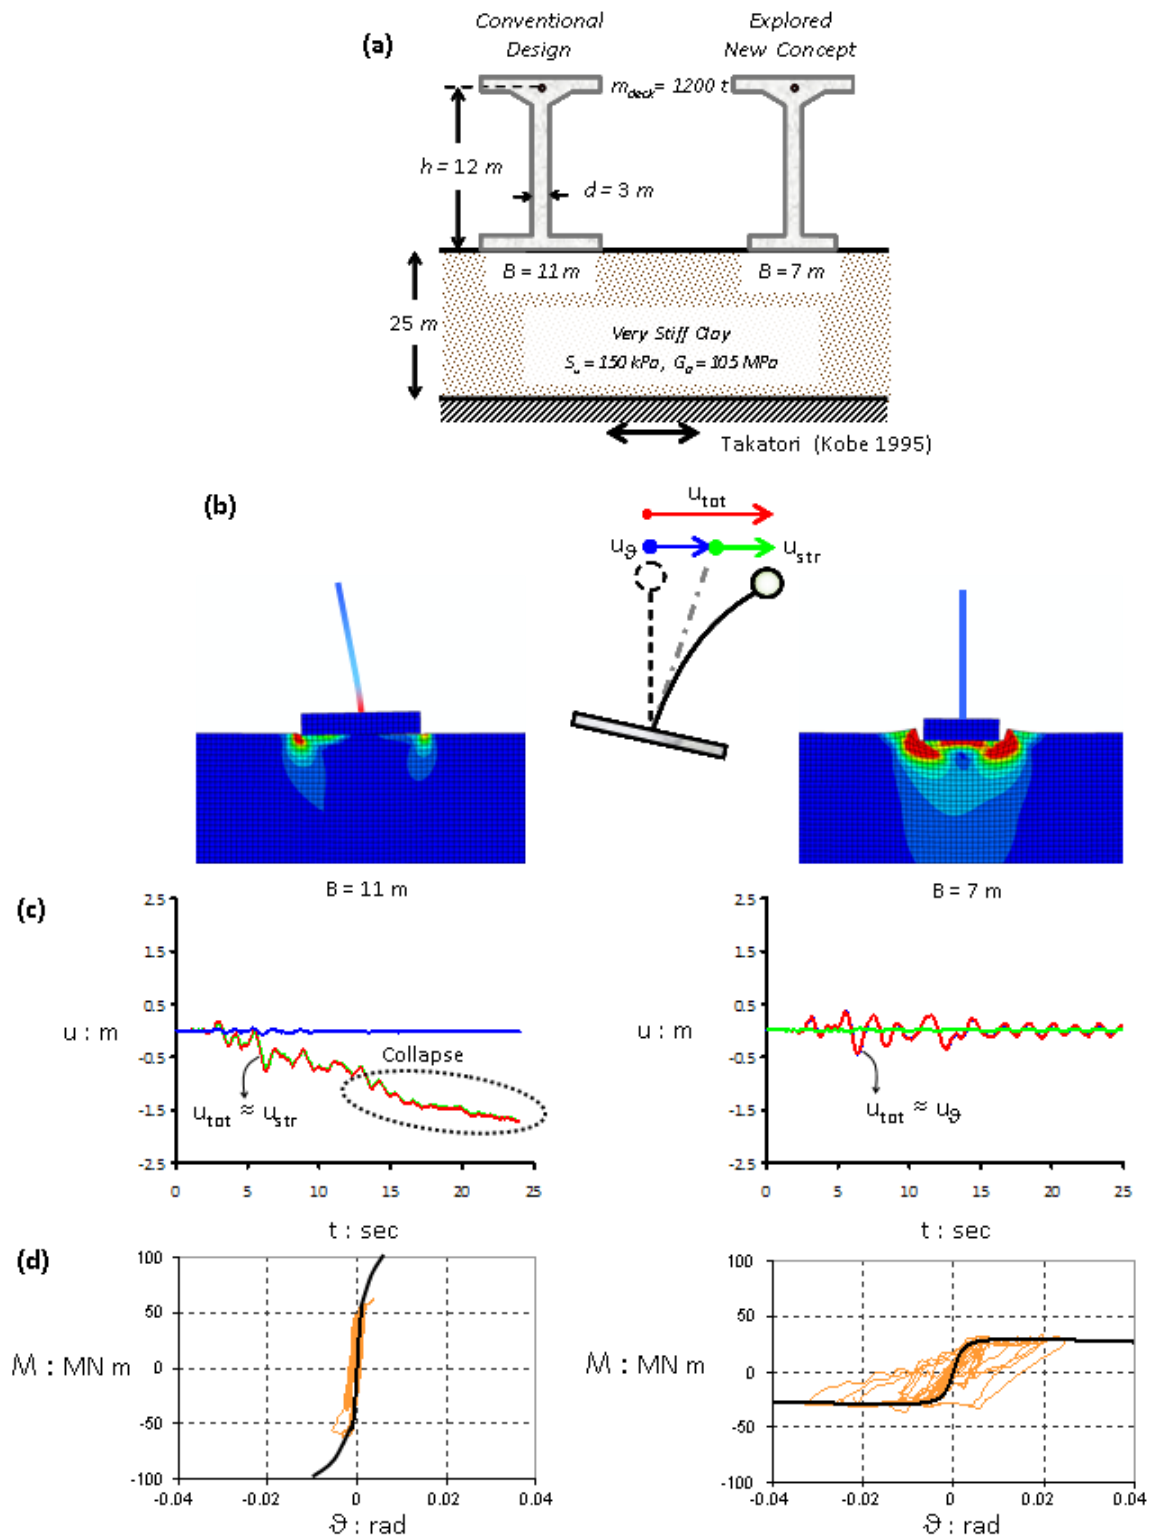 Conventional
Design
Explored
New Concept
(a)
m_deck = 1200 t
h = 12 m
d = 3 m
B = 11 m
B = 7 m
25 m
Very Stiff Clay
S_u = 150 kPa, G_o = 105 MPa
Takatori (Kobe 1995)
(b)
u_tot
u_ϑ
u_str
B = 11 m
B = 7 m
(c)
2.5
1.5
0.5
-0.5
-1.5
-2.5
u : m
Collapse
u_tot ≈ u_str
0 5 10 15 20 25
t : sec
2.5
1.5
0.5
-0.5
-1.5
-2.5
u : m
u_tot ≈ u_ϑ
0 5 10 15 20 25
t : sec
(d)
100
50
0
-50
-100
M : MN m
-0.04 -0.02 0 0.02 0.04
ϑ : rad
100
50
0
-50
-100
M : MN m
-0.04 -0.02 0 0.02 0.04
ϑ : rad